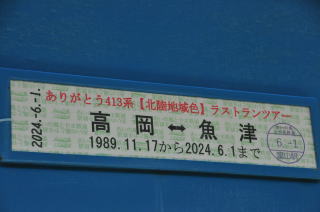 2024.-6.-1.
ありがとう413系【北陸地域色】ラストランツアー
高岡↔魚津
1989.11.17から2024.6.1まで
6.-1